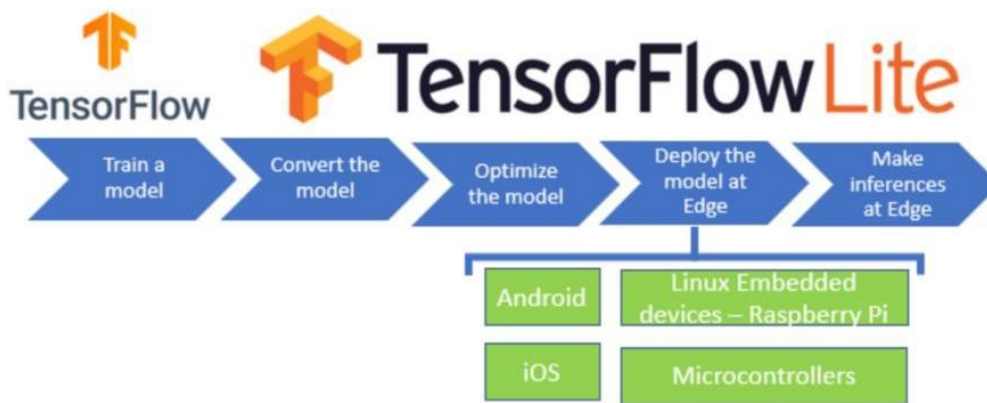 TensorFlow
TensorFlow Lite
Train a
model
Convert the
model
Optimize
the model
Deploy the
model at
Edge
Make
inferences
at Edge
Android
Linux Embedded
devices – Raspberry Pi
iOS
Microcontrollers